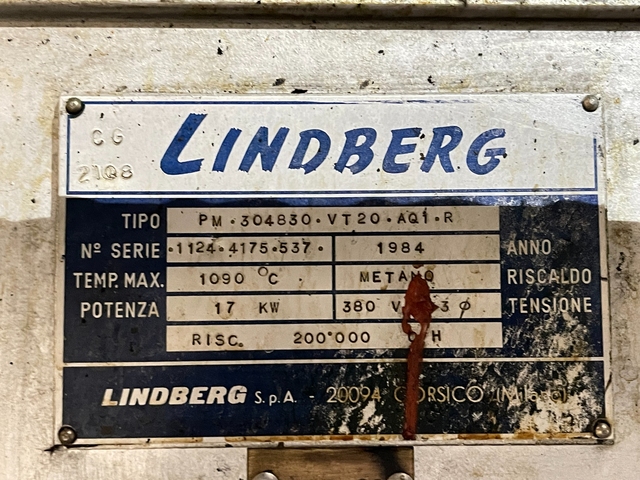 CG
21Q8
LINDBERG
TIPO PM·304830·VT20·AQ1·R
Nº SERIE ·1124·4175·537· 1984 ANNO
TEMP. MAX. 1090 °C METANO RISCALDO
POTENZA 17 KW 380 V 3 Ø TENSIONE
RISC. 200°000 H
LINDBERG S.p.A. - 20094 CORSICO (Milano)